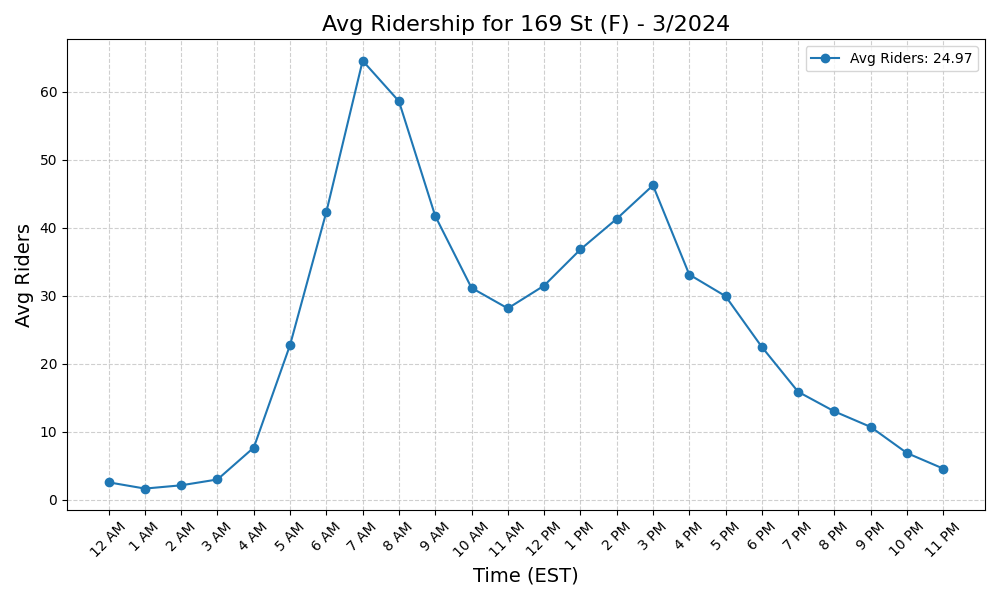 Avg Ridership for 169 St (F) - 3/2024
Avg Riders: 24.97
Avg Riders
60
50
40
30
20
10
0
12 AM
1 AM
2 AM
3 AM
4 AM
5 AM
6 AM
7 AM
8 AM
9 AM
10 AM
11 AM
12 PM
1 PM
2 PM
3 PM
4 PM
5 PM
6 PM
7 PM
8 PM
9 PM
10 PM
11 PM
Time (EST)